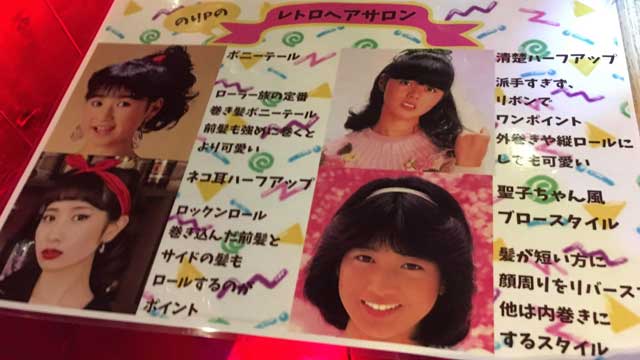 のりPの
レトロヘアサロン
ポニーテール
ローラー族の定番
巻き髪ポニーテール
前髪も強めに巻くと
より可愛い
ネコ耳ハーフアップ
ロックンロール
巻き込んだ前髪と
サイドの髪も
ロールするのが
ポイント
清楚ハーフアップ
派手すぎず、
リボンで
ワンポイント
外巻きや縦ロールに
しても可愛い
聖子ちゃん風
ブロースタイル
髪が短い方に
顔周りをリバースで
他は内巻きに
するスタイル